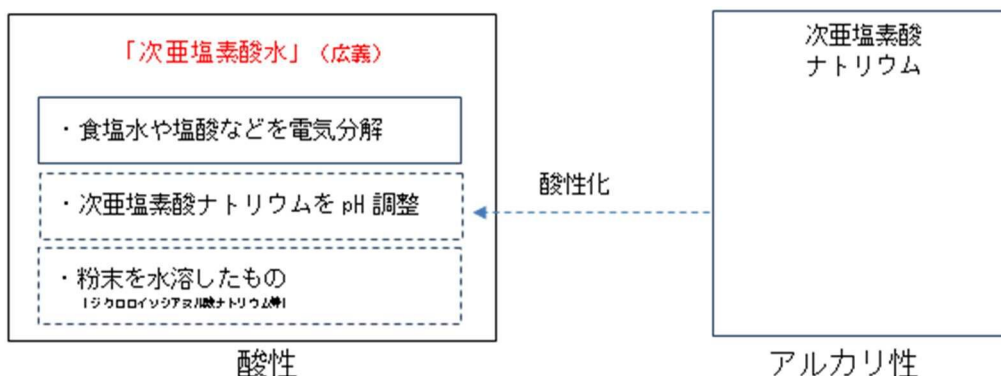 「次亜塩素酸水」（広義）
・食塩水や塩酸などを電気分解
・次亜塩素酸ナトリウムを pH 調整
・粉末を水溶したもの
（ジクロロイソシアヌル酸ナトリウム等）
酸性
酸性化
次亜塩素酸
ナトリウム
アルカリ性